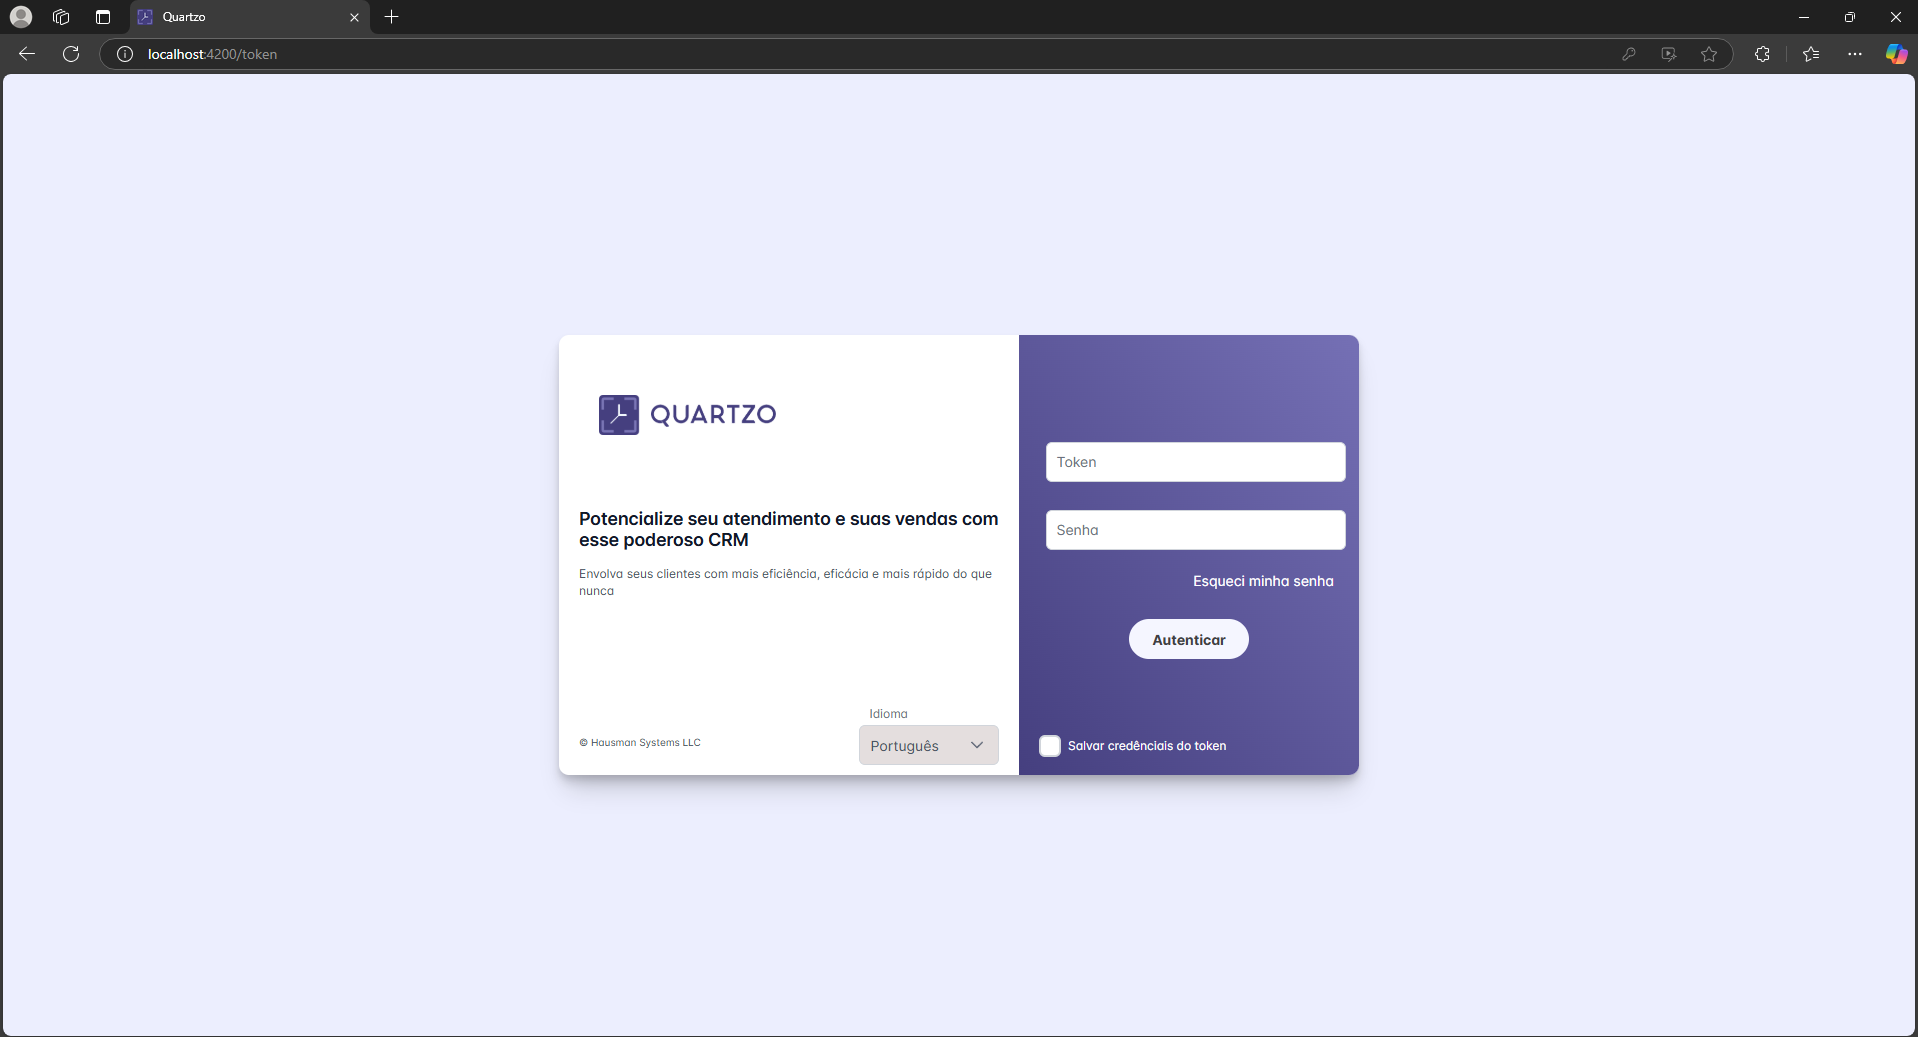 Quartzo
localhost:4200/token
QUARTZO
Potencialize seu atendimento e suas vendas com
esse poderoso CRM
Envolva seus clientes com mais eficiência, eficácia e mais rápido do que
nunca
© Hausman Systems LLC
Idioma
Português
Token
Senha
Esqueci minha senha
Autenticar
Salvar credênciais do token